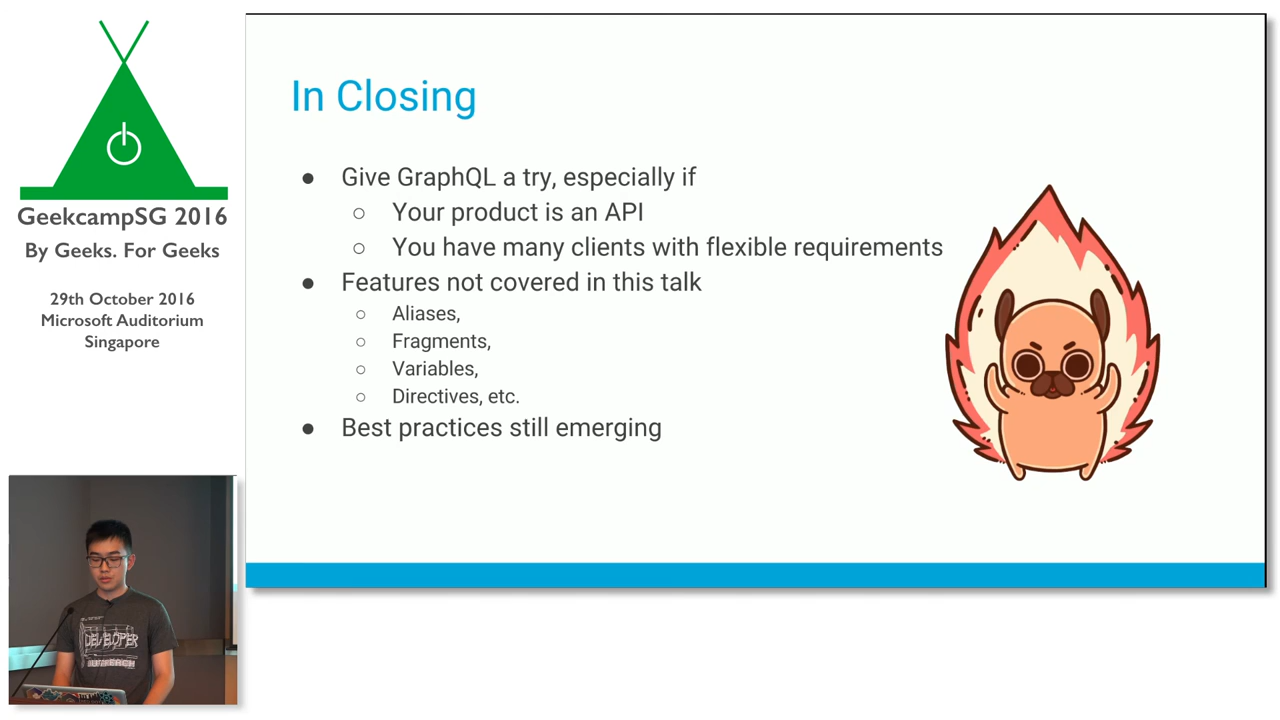 GeekcampSG 2016
By Geeks. For Geeks
29th October 2016
Microsoft Auditorium
Singapore
In Closing
● Give GraphQL a try, especially if
○ Your product is an API
○ You have many clients with flexible requirements
● Features not covered in this talk
○ Aliases,
○ Fragments,
○ Variables,
○ Directives, etc.
● Best practices still emerging
DEVELOPER
OUTREACH